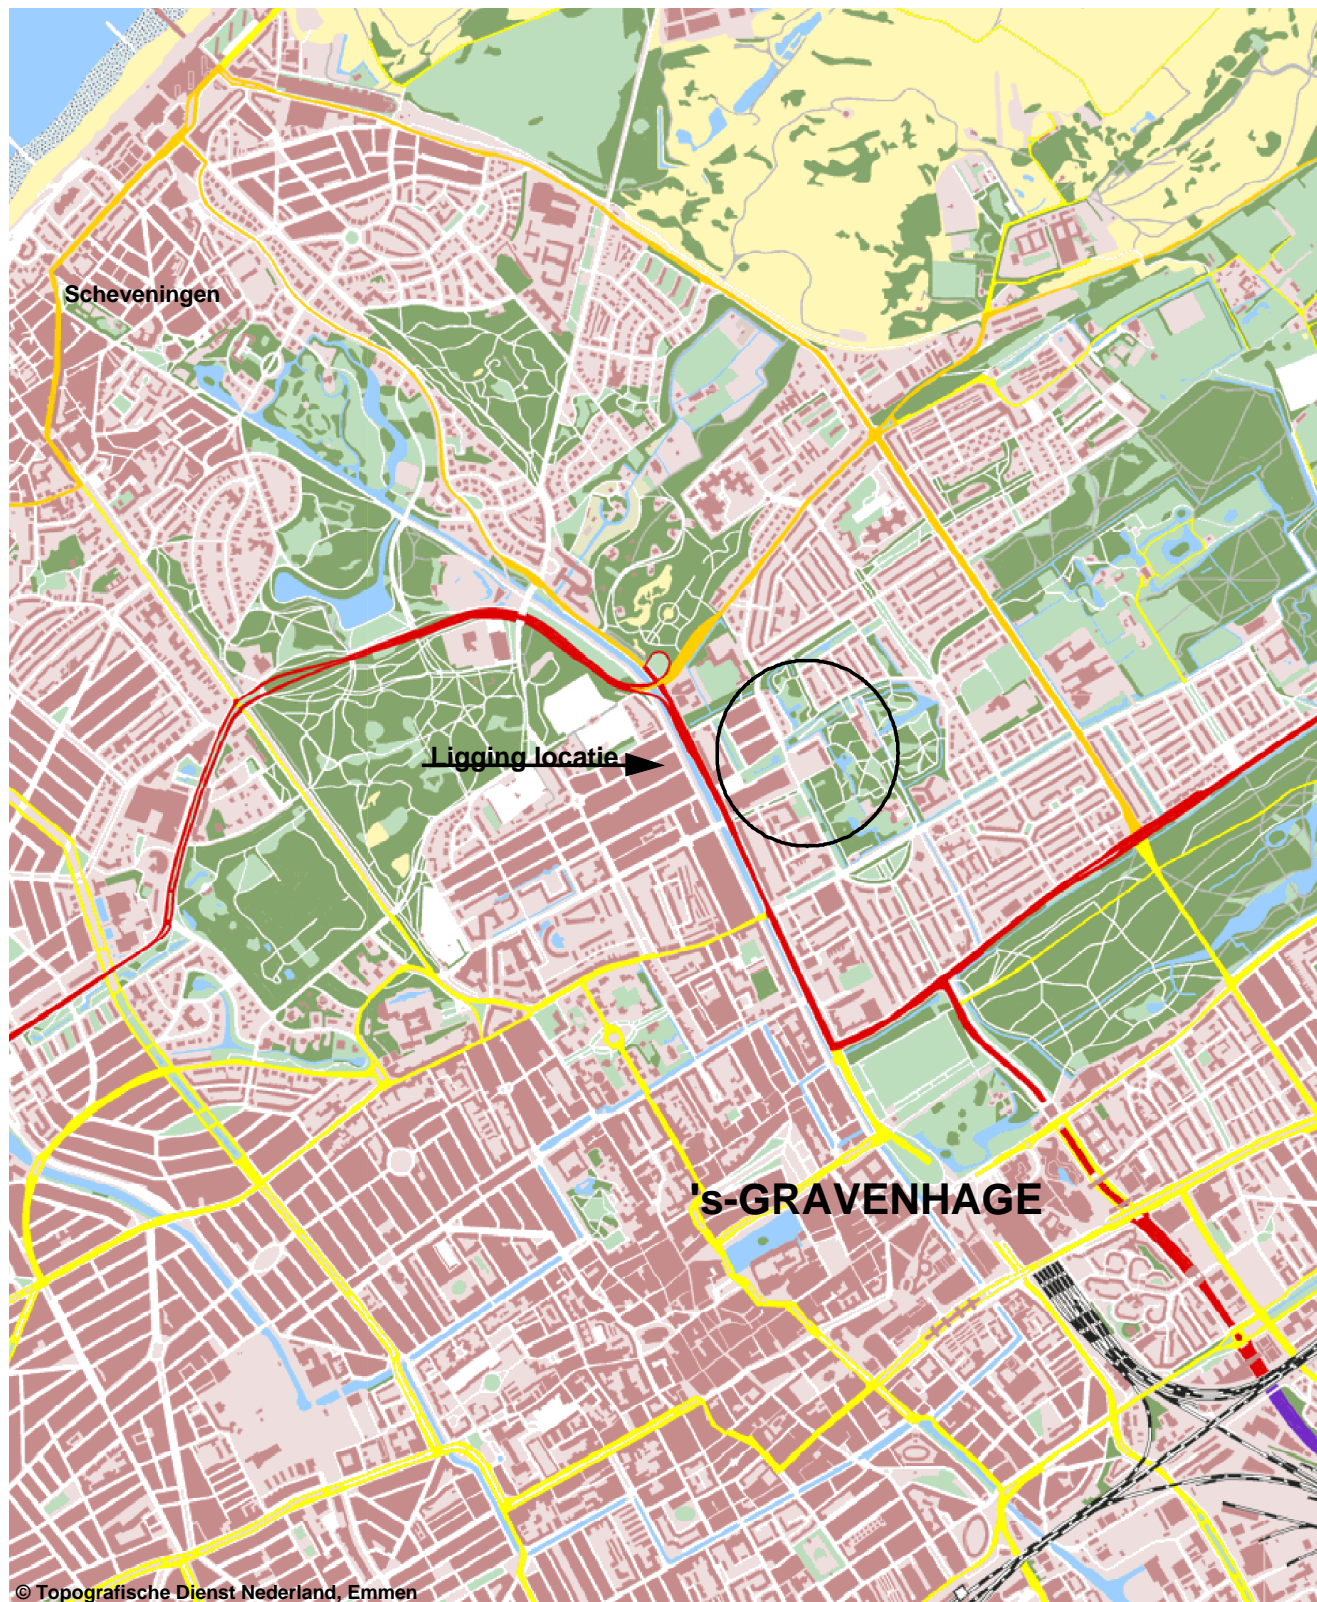 Scheveningen
Ligging locatie
's-GRAVENHAGE
© Topografische Dienst Nederland, Emmen